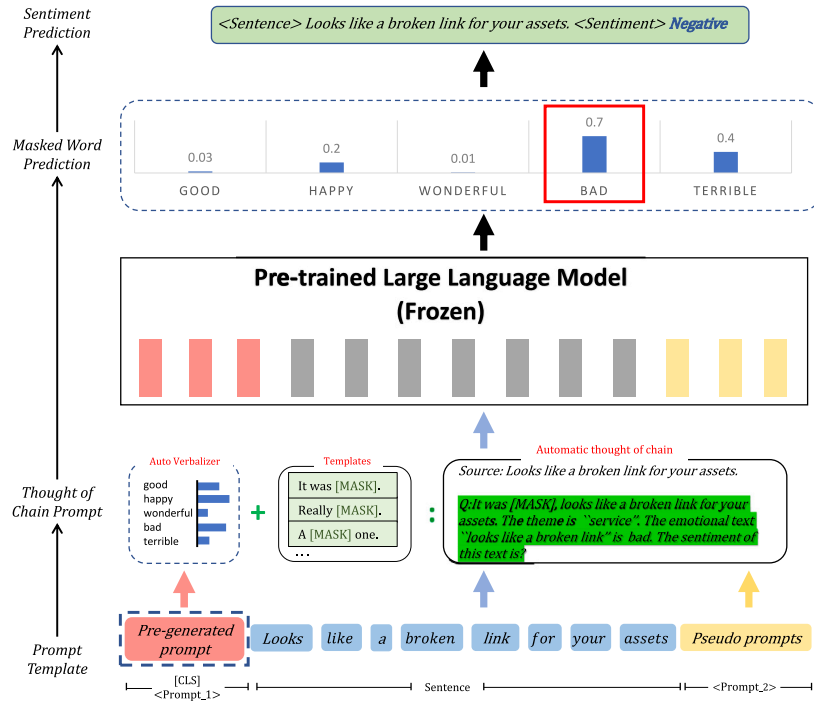 Sentiment
Prediction
<Sentence> Looks like a broken link for your assets. <Sentiment> Negative
Masked Word
Prediction
0.03
0.2
0.01
0.7
0.4
GOOD
HAPPY
WONDERFUL
BAD
TERRIBLE
Pre-trained Large Language Model
(Frozen)
Thought of
Chain Prompt
Auto Verbalizer
good
happy
wonderful
bad
terrible
+
Templates
It was [MASK].
Really [MASK].
A [MASK] one.
...
:
Automatic thought of chain
Source: Looks like a broken link for your assets.
Q:It was [MASK], looks like a broken link for your
assets. The theme is ``service". The emotional text
``looks like a broken link" is bad. The sentiment of
this text is?
Prompt
Template
Pre-generated
prompt
Looks
like
a
broken
link
for
your
assets
Pseudo prompts
[CLS]
<Prompt_1>
Sentence
<Prompt_2>